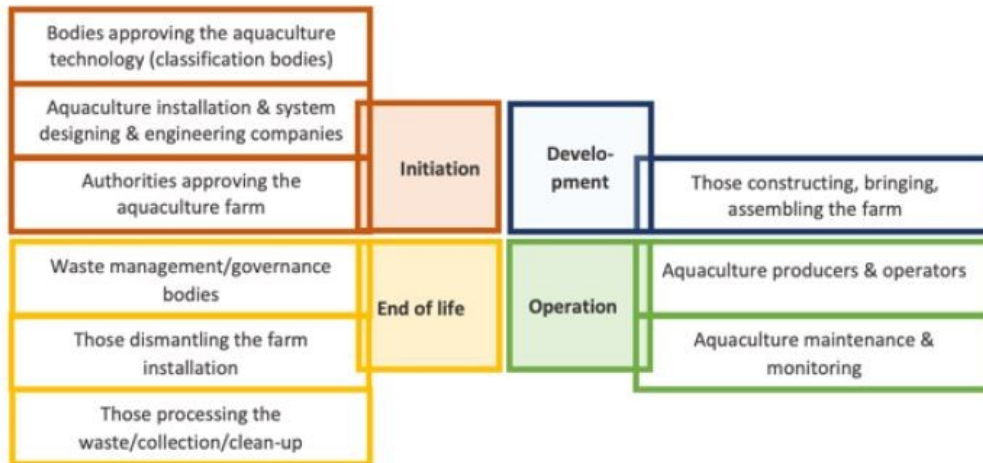 Bodies approving the aquaculture
technology (classification bodies)
Aquaculture installation & system
designing & engineering companies
Authorities approving the
aquaculture farm
Initiation
Develo-
pment
Those constructing, bringing,
assembling the farm
Waste management/governance
bodies
Those dismantling the farm
installation
Those processing the
waste/collection/clean-up
End of life
Operation
Aquaculture producers & operators
Aquaculture maintenance &
monitoring